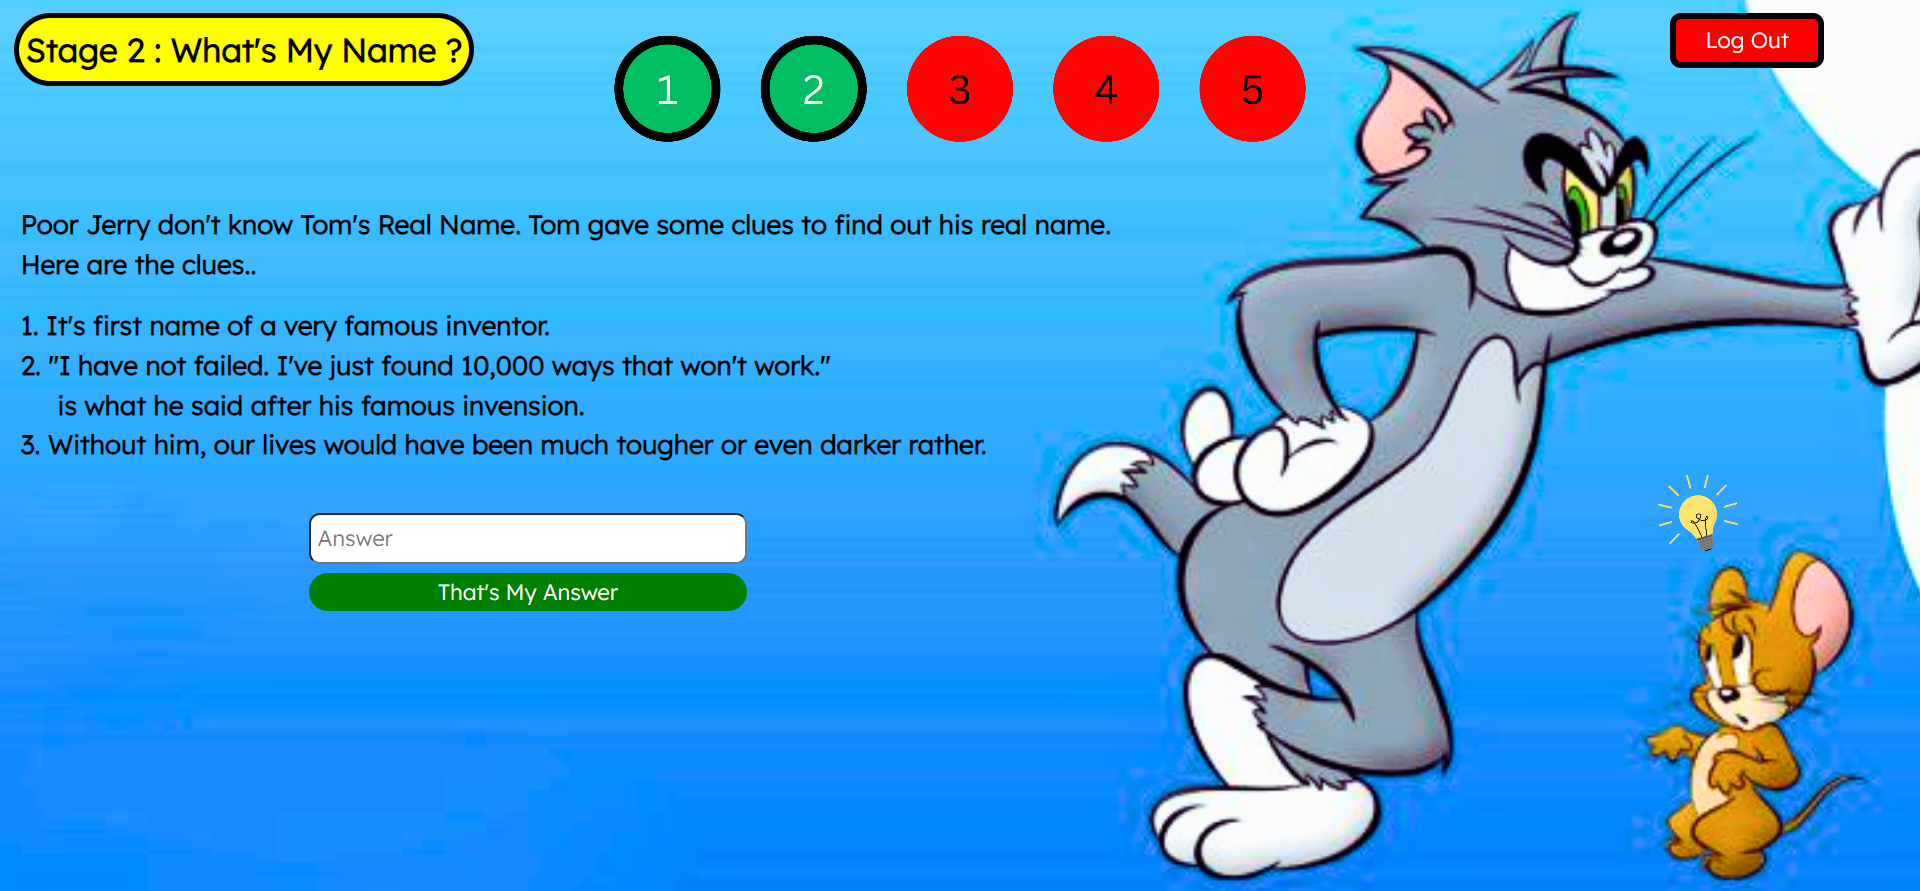 Stage 2 : What's My Name ?
1 2 3 4 5
Log Out
Poor Jerry don't know Tom's Real Name. Tom gave some clues to find out his real name.
Here are the clues..
1. It's first name of a very famous inventor.
2. "I have not failed. I've just found 10,000 ways that won't work."
is what he said after his famous invension.
3. Without him, our lives would have been much tougher or even darker rather.
Answer
That's My Answer